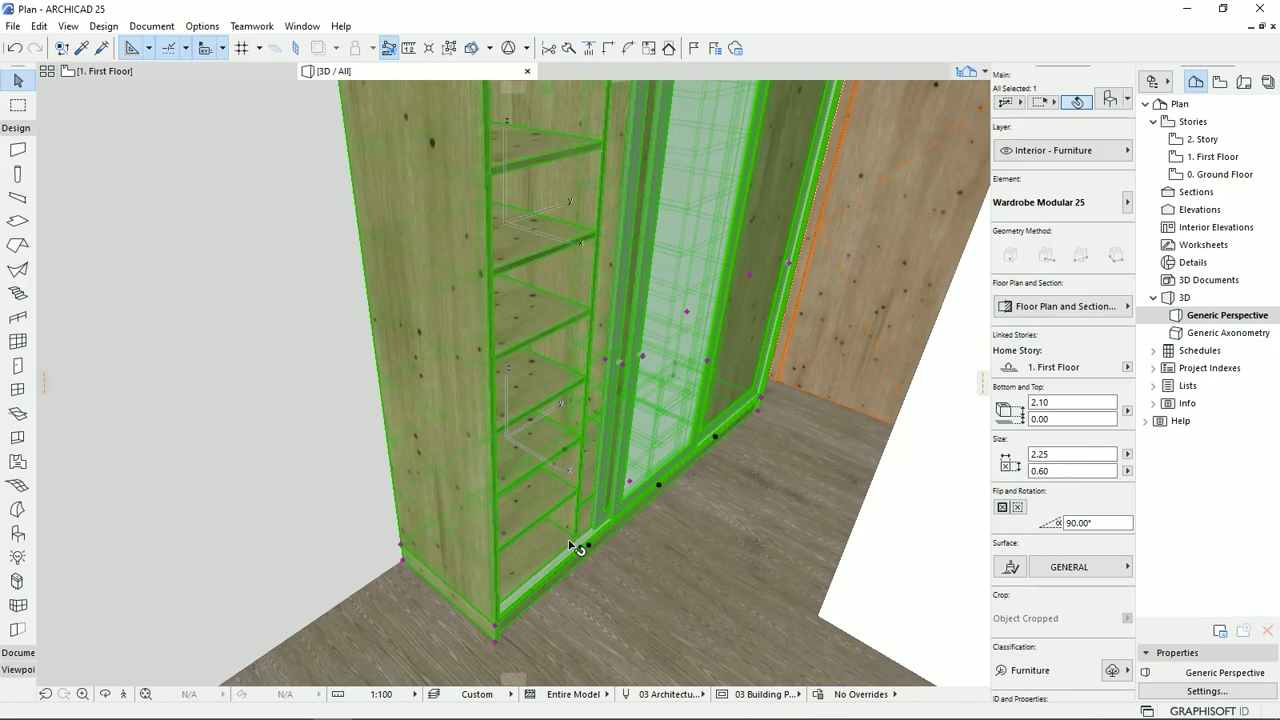 Plan - ARCHICAD 25
File Edit View Design Document Options Teamwork Window Help
[1. First Floor]
[3D / All]
Design
Docume
Viewpoi
z
y
x
z
y
x
N/A
N/A
1:100
Custom
Entire Model
03 Architectu...
03 Building P...
No Overrides
Main:
All Selected: 1
Layer:
Interior - Furniture
Element:
Wardrobe Modular 25
Geometry Method:
Floor Plan and Section:
Floor Plan and Section...
Linked Stories:
Home Story:
1. First Floor
Bottom and Top:
2.10
0.00
Size:
2.25
0.60
Flip and Rotation:
90.00°
Surface:
GENERAL
Crop:
Object Cropped
Classification:
Furniture
ID and Properties:
Plan
Stories
2. Story
1. First Floor
0. Ground Floor
Sections
Elevations
Interior Elevations
Worksheets
Details
3D Documents
3D
Generic Perspective
Generic Axonometry
Schedules
Project Indexes
Lists
Info
Help
Properties
Generic Perspective
Settings...
GRAPHISOFT ID